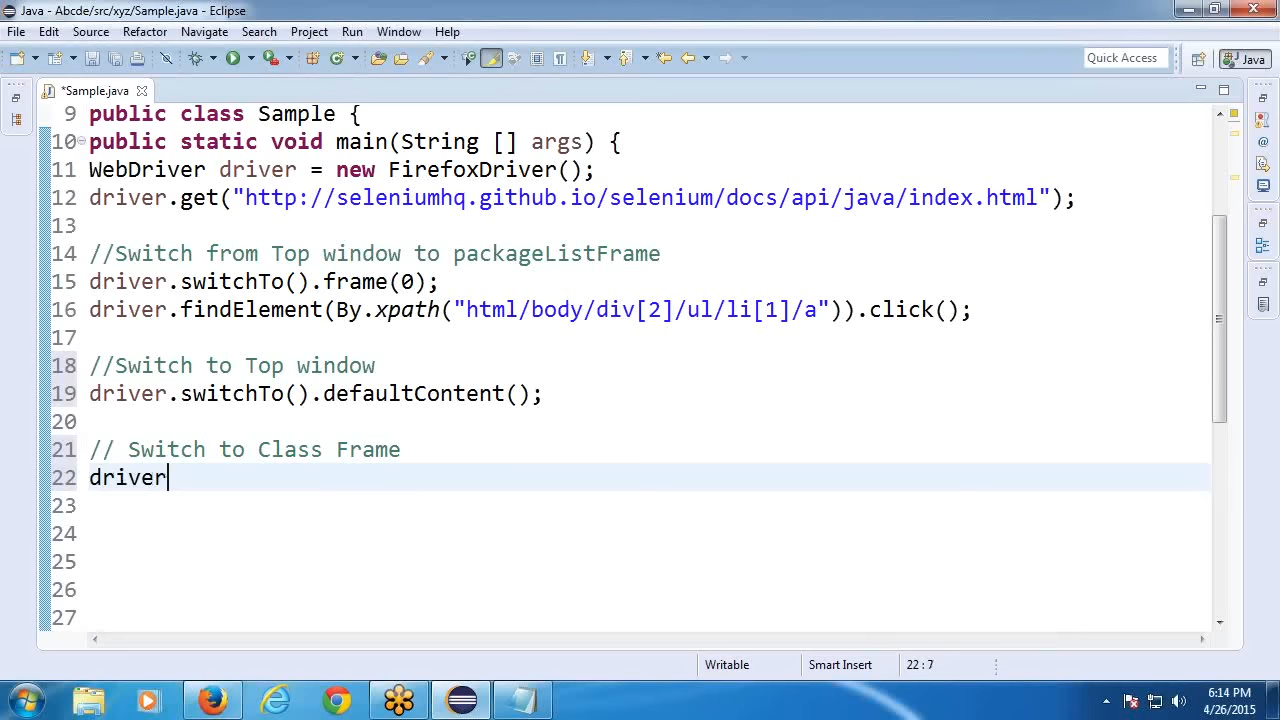 Java - Abcde/src/xyz/Sample.java - Eclipse
File Edit Source Refactor Navigate Search Project Run Window Help
Quick Access
Java
*Sample.java
9 public class Sample {
10 public static void main(String [] args) {
11 WebDriver driver = new FirefoxDriver();
12 driver.get("http://seleniumhq.github.io/selenium/docs/api/java/index.html");
13
14 //Switch from Top window to packageListFrame
15 driver.switchTo().frame(0);
16 driver.findElement(By.xpath("html/body/div[2]/ul/li[1]/a")).click();
17
18 //Switch to Top window
19 driver.switchTo().defaultContent();
20
21 // Switch to Class Frame
22 driver
23
24
25
26
27
Writable Smart Insert 22 : 7
6:14 PM
4/26/2015